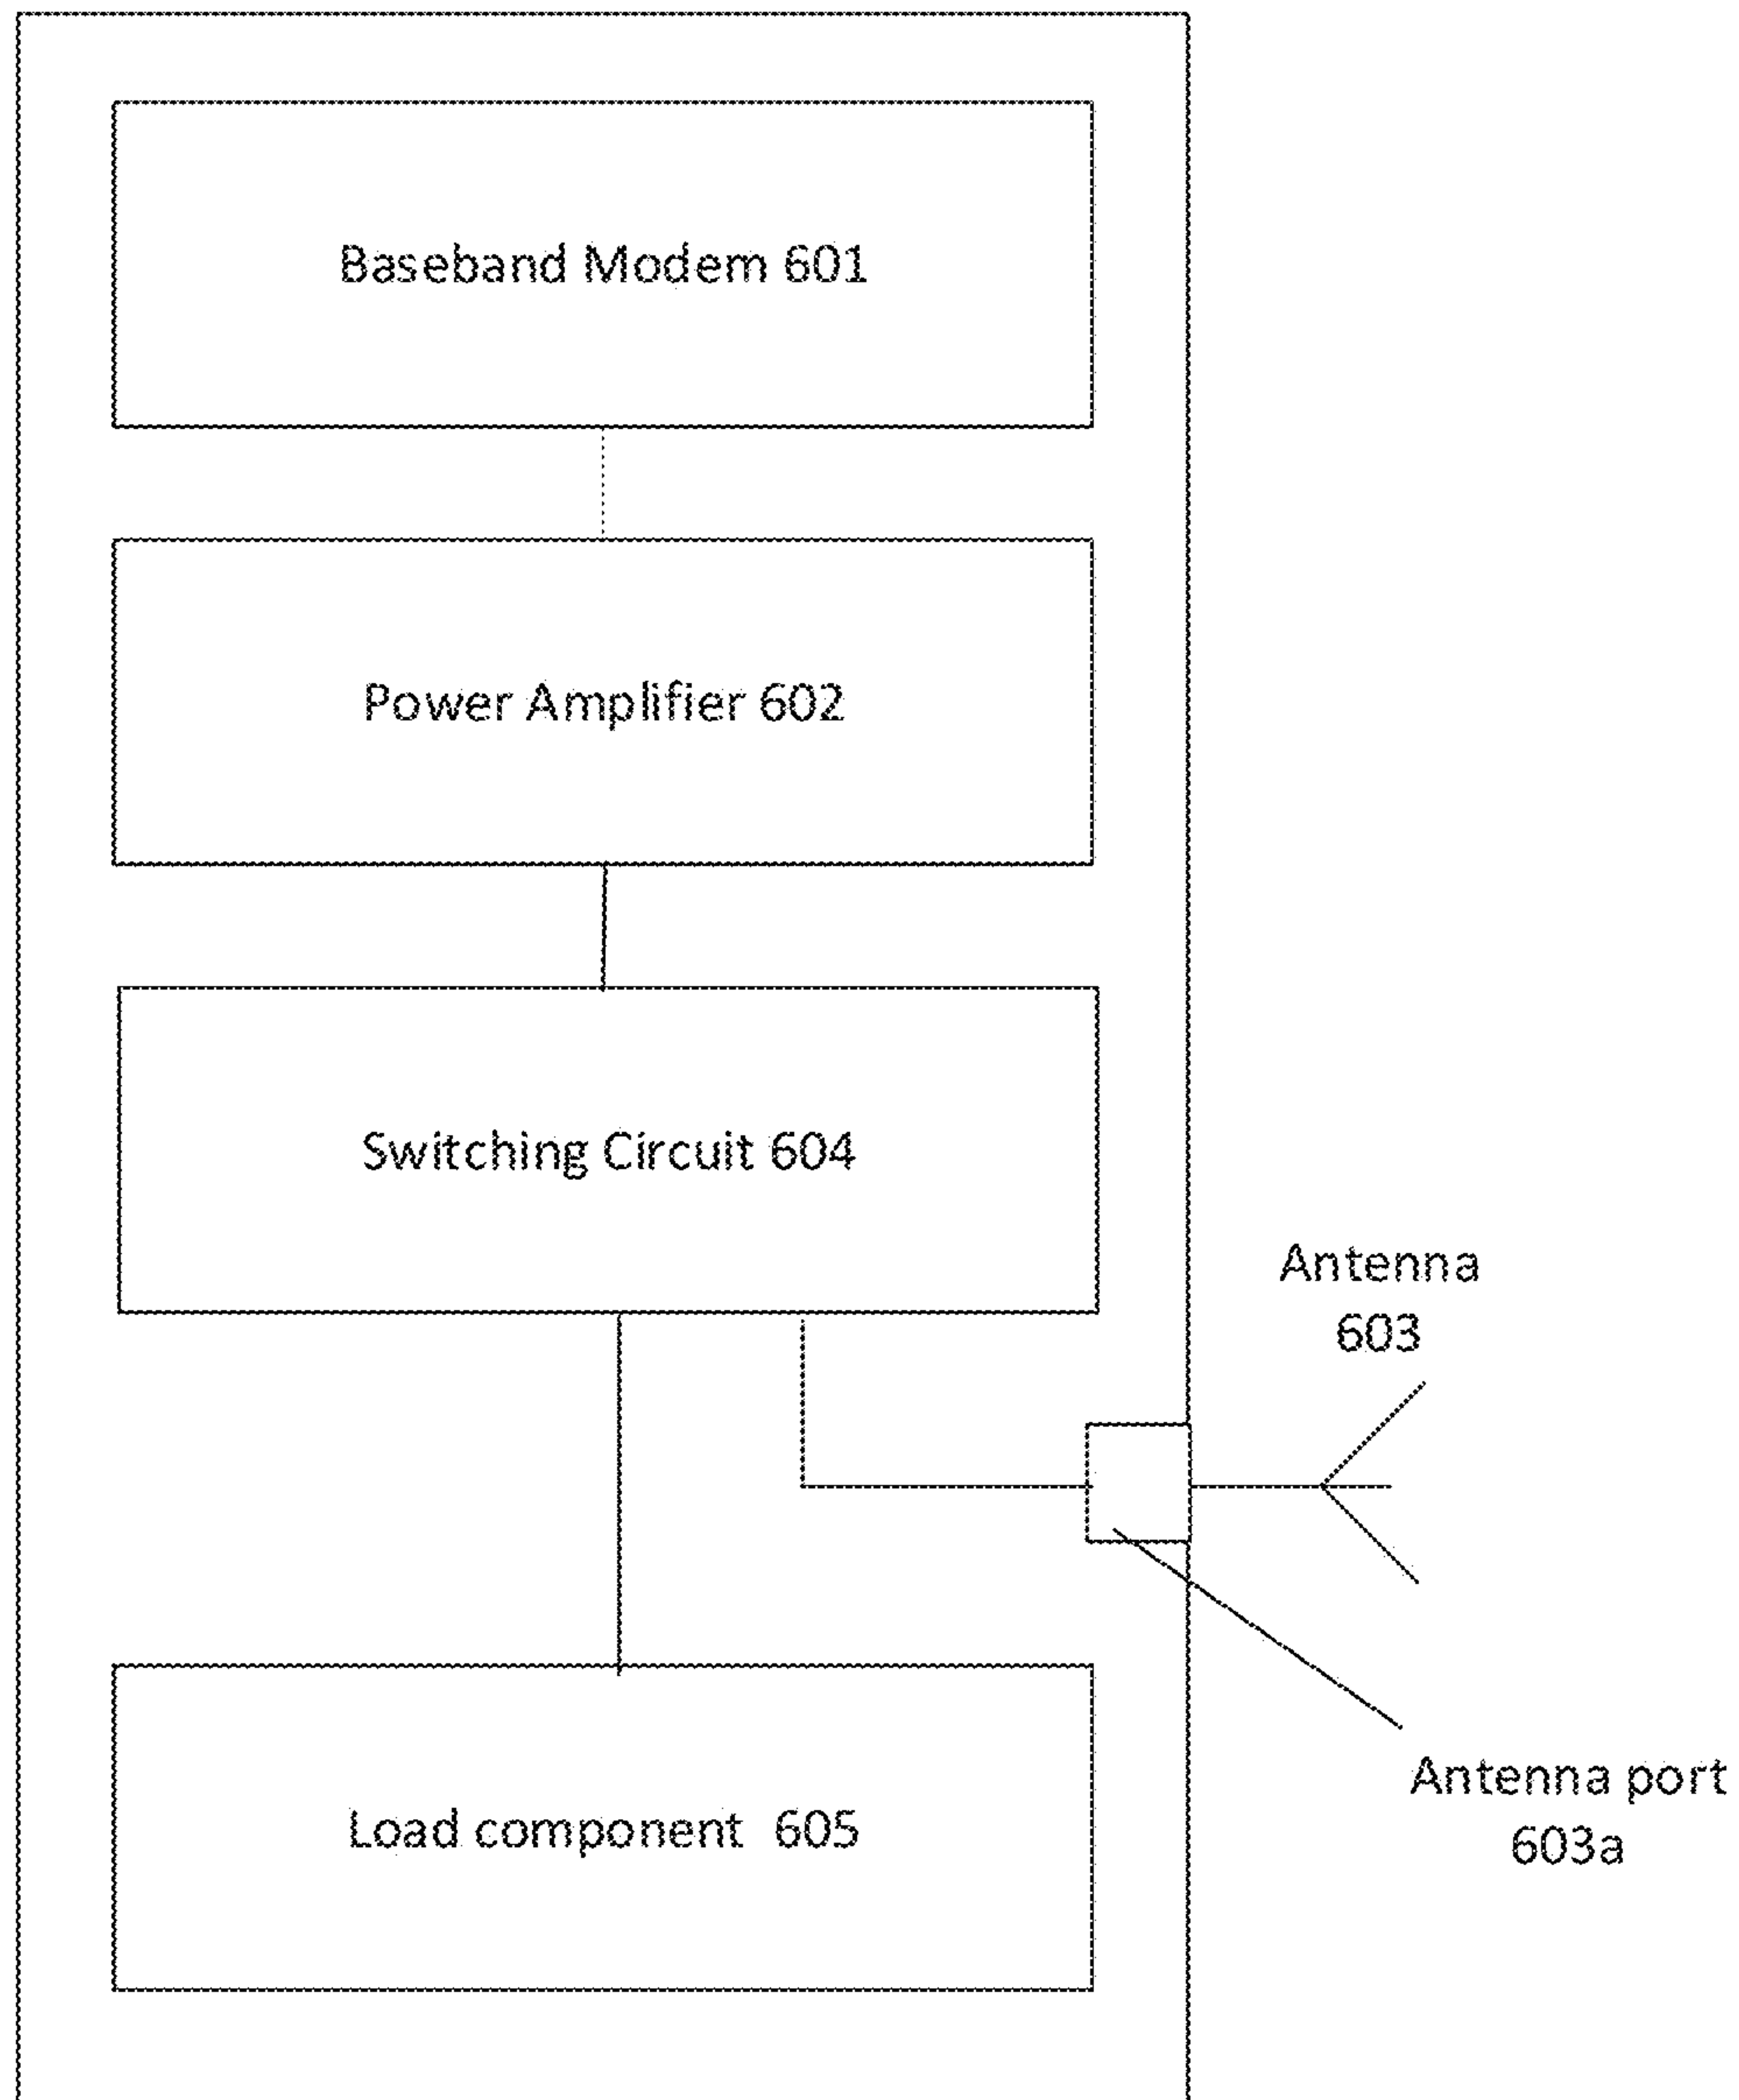 Baseband Modem 601
Power Amplifier 602
Switching Circuit 604
Antenna
603
Antenna port
603a
Load component 605